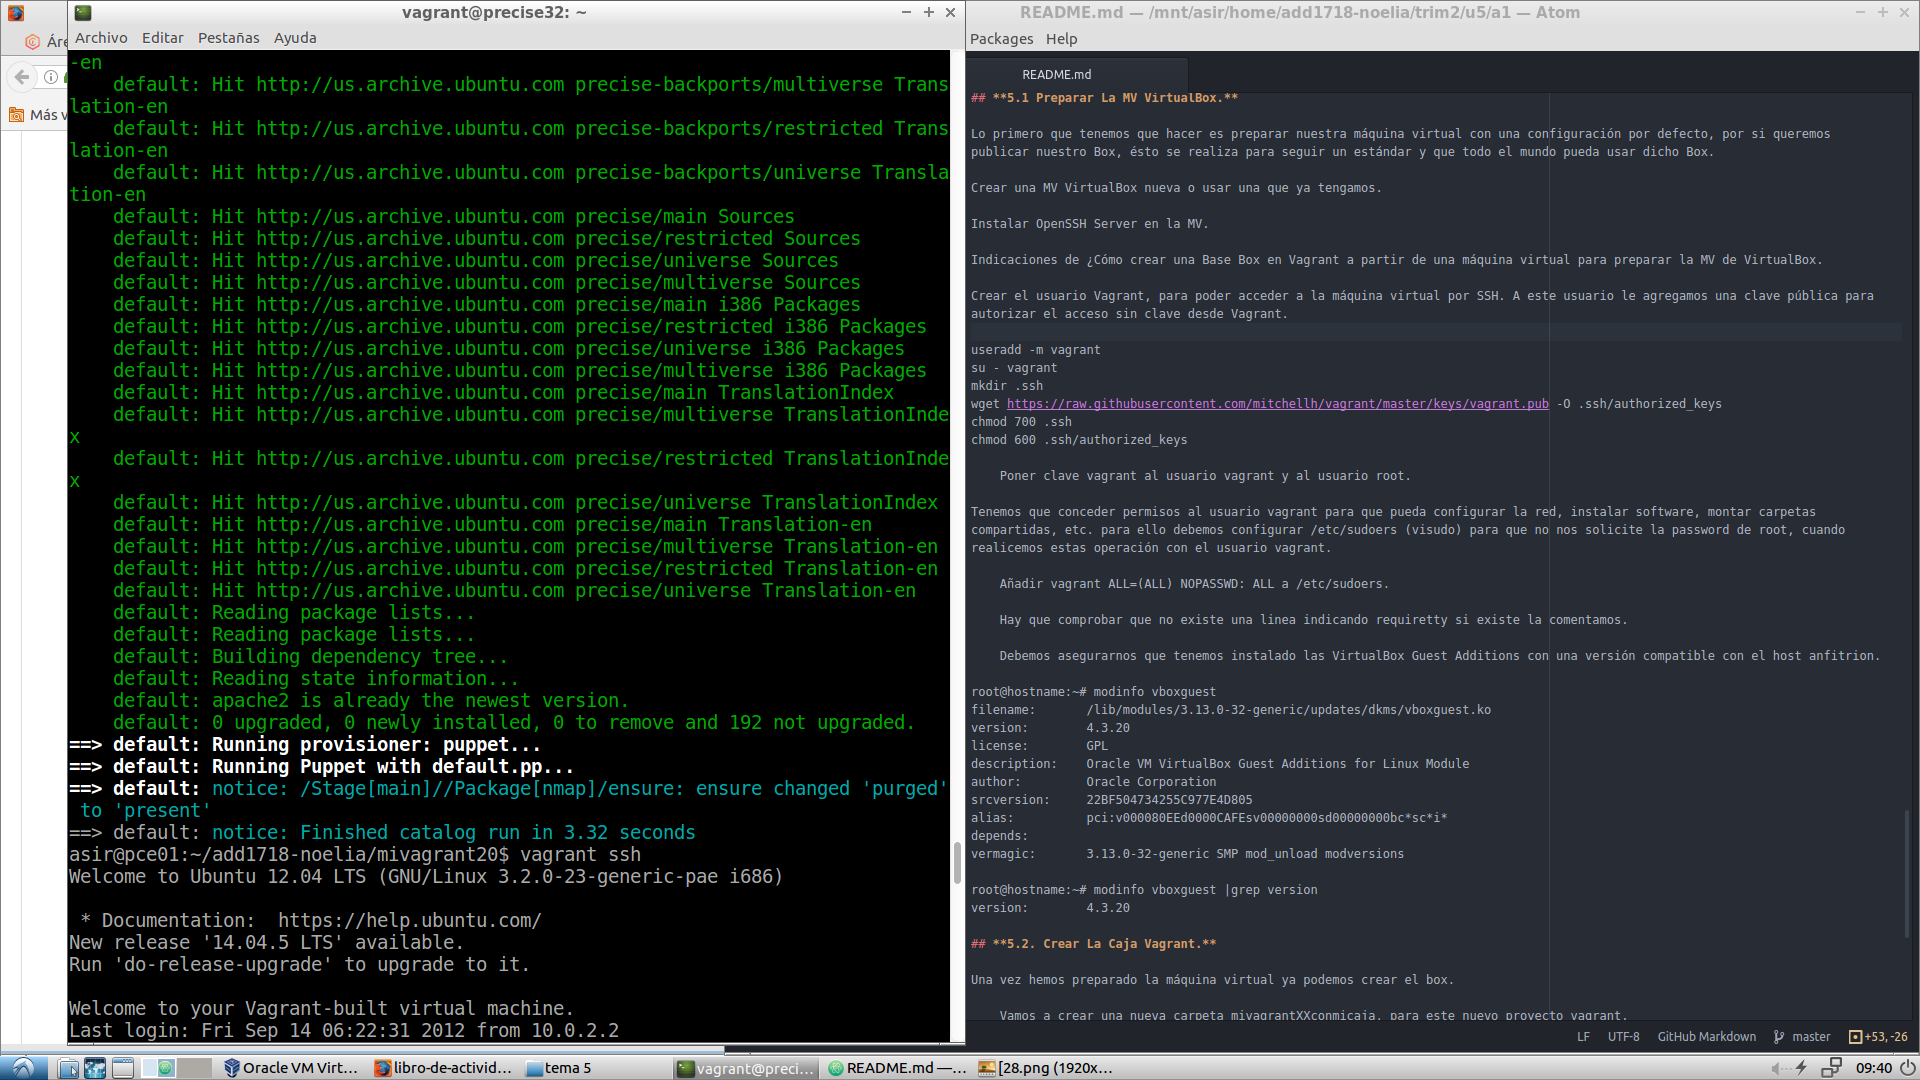 vagrant@precise32: ~
Archivo Editar Pestañas Ayuda
Áre
Más v
-en
    default: Hit http://us.archive.ubuntu.com precise-backports/multiverse Trans
lation-en
    default: Hit http://us.archive.ubuntu.com precise-backports/restricted Trans
lation-en
    default: Hit http://us.archive.ubuntu.com precise-backports/universe Transla
tion-en
    default: Hit http://us.archive.ubuntu.com precise/main Sources
    default: Hit http://us.archive.ubuntu.com precise/restricted Sources
    default: Hit http://us.archive.ubuntu.com precise/universe Sources
    default: Hit http://us.archive.ubuntu.com precise/multiverse Sources
    default: Hit http://us.archive.ubuntu.com precise/main i386 Packages
    default: Hit http://us.archive.ubuntu.com precise/restricted i386 Packages
    default: Hit http://us.archive.ubuntu.com precise/universe i386 Packages
    default: Hit http://us.archive.ubuntu.com precise/multiverse i386 Packages
    default: Hit http://us.archive.ubuntu.com precise/main TranslationIndex
    default: Hit http://us.archive.ubuntu.com precise/multiverse TranslationInde
x
    default: Hit http://us.archive.ubuntu.com precise/restricted TranslationInde
x
    default: Hit http://us.archive.ubuntu.com precise/universe TranslationIndex
    default: Hit http://us.archive.ubuntu.com precise/main Translation-en
    default: Hit http://us.archive.ubuntu.com precise/multiverse Translation-en
    default: Hit http://us.archive.ubuntu.com precise/restricted Translation-en
    default: Hit http://us.archive.ubuntu.com precise/universe Translation-en
    default: Reading package lists...
    default: Reading package lists...
    default: Building dependency tree...
    default: Reading state information...
    default: apache2 is already the newest version.
    default: 0 upgraded, 0 newly installed, 0 to remove and 192 not upgraded.
==> default: Running provisioner: puppet...
==> default: Running Puppet with default.pp...
==> default: notice: /Stage[main]//Package[nmap]/ensure: ensure changed 'purged'
 to 'present'
==> default: notice: Finished catalog run in 3.32 seconds
asir@pce01:~/add1718-noelia/mivagrant20$ vagrant ssh
Welcome to Ubuntu 12.04 LTS (GNU/Linux 3.2.0-23-generic-pae i686)
 * Documentation:  https://help.ubuntu.com/
New release '14.04.5 LTS' available.
Run 'do-release-upgrade' to upgrade to it.
Welcome to your Vagrant-built virtual machine.
Last login: Fri Sep 14 06:22:31 2012 from 10.0.2.2
README.md — /mnt/asir/home/add1718-noelia/trim2/u5/a1 — Atom
Packages Help
README.md
## **5.1 Preparar La MV VirtualBox.**
Lo primero que tenemos que hacer es preparar nuestra máquina virtual con una configuración por defecto, por si queremos
publicar nuestro Box, ésto se realiza para seguir un estándar y que todo el mundo pueda usar dicho Box.
Crear una MV VirtualBox nueva o usar una que ya tengamos.
Instalar OpenSSH Server en la MV.
Indicaciones de ¿Cómo crear una Base Box en Vagrant a partir de una máquina virtual para preparar la MV de VirtualBox.
Crear el usuario Vagrant, para poder acceder a la máquina virtual por SSH. A este usuario le agregamos una clave pública para
autorizar el acceso sin clave desde Vagrant.
useradd -m vagrant
su - vagrant
mkdir .ssh
wget https://raw.githubusercontent.com/mitchellh/vagrant/master/keys/vagrant.pub -O .ssh/authorized_keys
chmod 700 .ssh
chmod 600 .ssh/authorized_keys
    Poner clave vagrant al usuario vagrant y al usuario root.
Tenemos que conceder permisos al usuario vagrant para que pueda configurar la red, instalar software, montar carpetas
compartidas, etc. para ello debemos configurar /etc/sudoers (visudo) para que no nos solicite la password de root, cuando
realicemos estas operación con el usuario vagrant.
    Añadir vagrant ALL=(ALL) NOPASSWD: ALL a /etc/sudoers.
    Hay que comprobar que no existe una linea indicando requiretty si existe la comentamos.
    Debemos asegurarnos que tenemos instalado las VirtualBox Guest Additions con una versión compatible con el host anfitrion.
root@hostname:~# modinfo vboxguest
filename:       /lib/modules/3.13.0-32-generic/updates/dkms/vboxguest.ko
version:        4.3.20
license:        GPL
description:    Oracle VM VirtualBox Guest Additions for Linux Module
author:         Oracle Corporation
srcversion:     22BF504734255C977E4D805
alias:          pci:v000080EEd0000CAFEsv00000000sd00000000bc*sc*i*
depends:
vermagic:       3.13.0-32-generic SMP mod_unload modversions
root@hostname:~# modinfo vboxguest |grep version
version:        4.3.20
## **5.2. Crear La Caja Vagrant.**
Una vez hemos preparado la máquina virtual ya podemos crear el box.
    Vamos a crear una nueva carpeta mivagrantXXconmicaja, para este nuevo proyecto vagrant.
LF UTF-8 GitHub Markdown master +53, -26
Oracle VM Virt... libro-de-activid... tema 5 vagrant@preci... README.md —... [28.png (1920x... 09:40